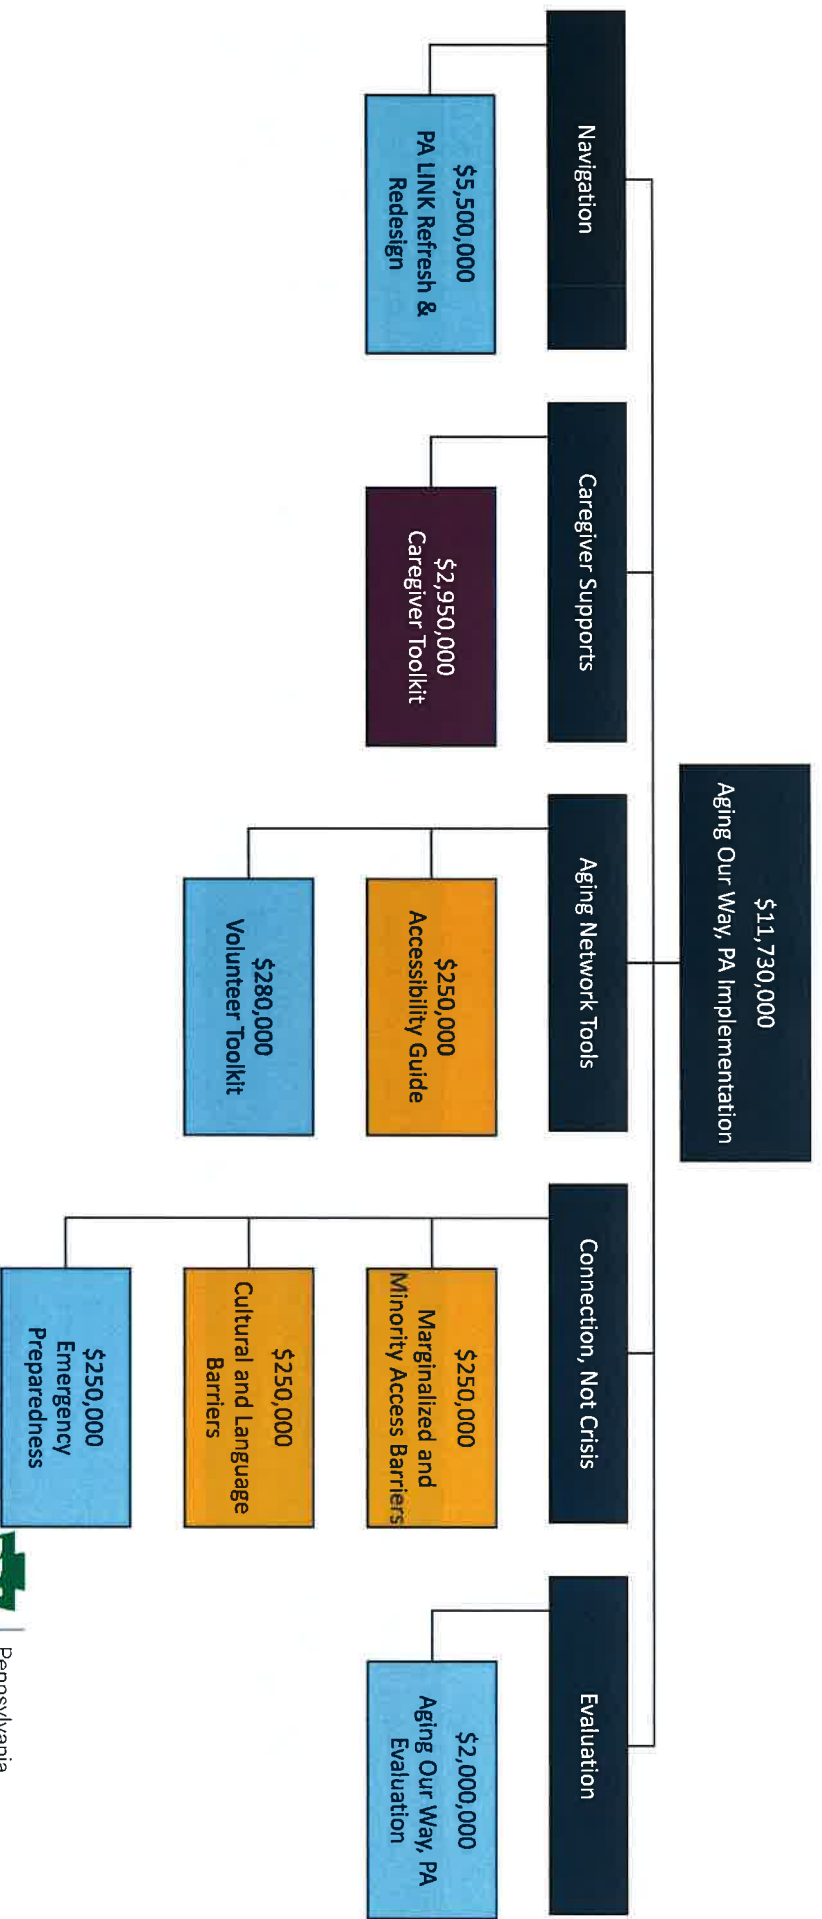 $11,730,000
Aging Our Way, PA Implementation
Navigation
$5,500,000
PA LINK Refresh &
Redesign
Caregiver Supports
$2,950,000
Caregiver Toolkit
Aging Network Tools
$250,000
Accessibility Guide
$280,000
Volunteer Toolkit
Connection, Not Crisis
$250,000
Marginalized and
Minority Access Barriers
$250,000
Cultural and Language
Barriers
$250,000
Emergency
Preparedness
Evaluation
$2,000,000
Aging Our Way, PA
Evaluation
Pennsylvania